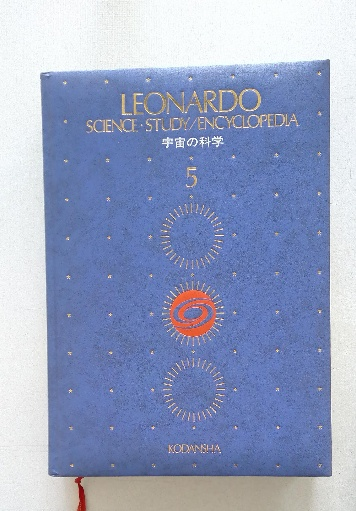 LEONARDO
SCIENCE·STUDY/ENCYCLOPEDIA
宇宙の科学
5
KODANSHA